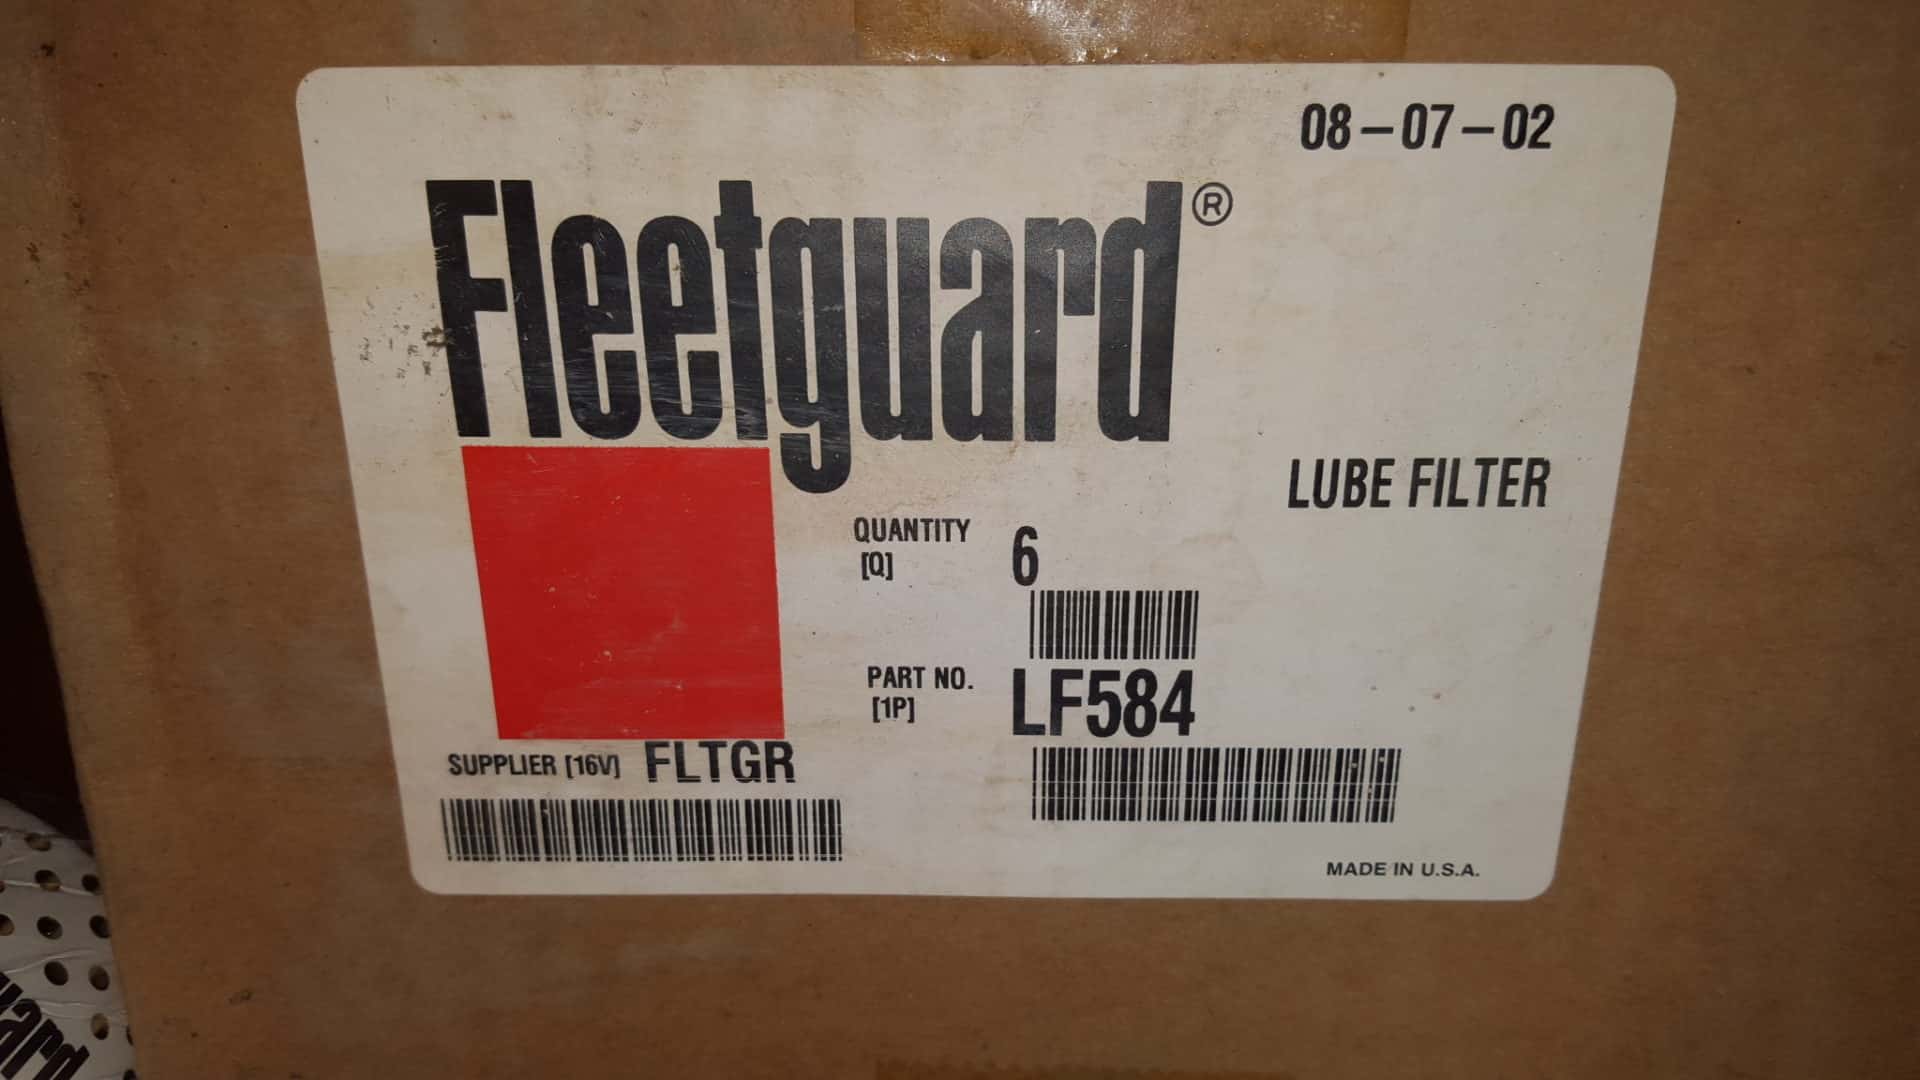 08-07-02
Fleetguard®
LUBE FILTER
QUANTITY 6
[Q]
PART NO. LF584
[1P]
SUPPLIER [16V] FLTGR
MADE IN U.S.A.